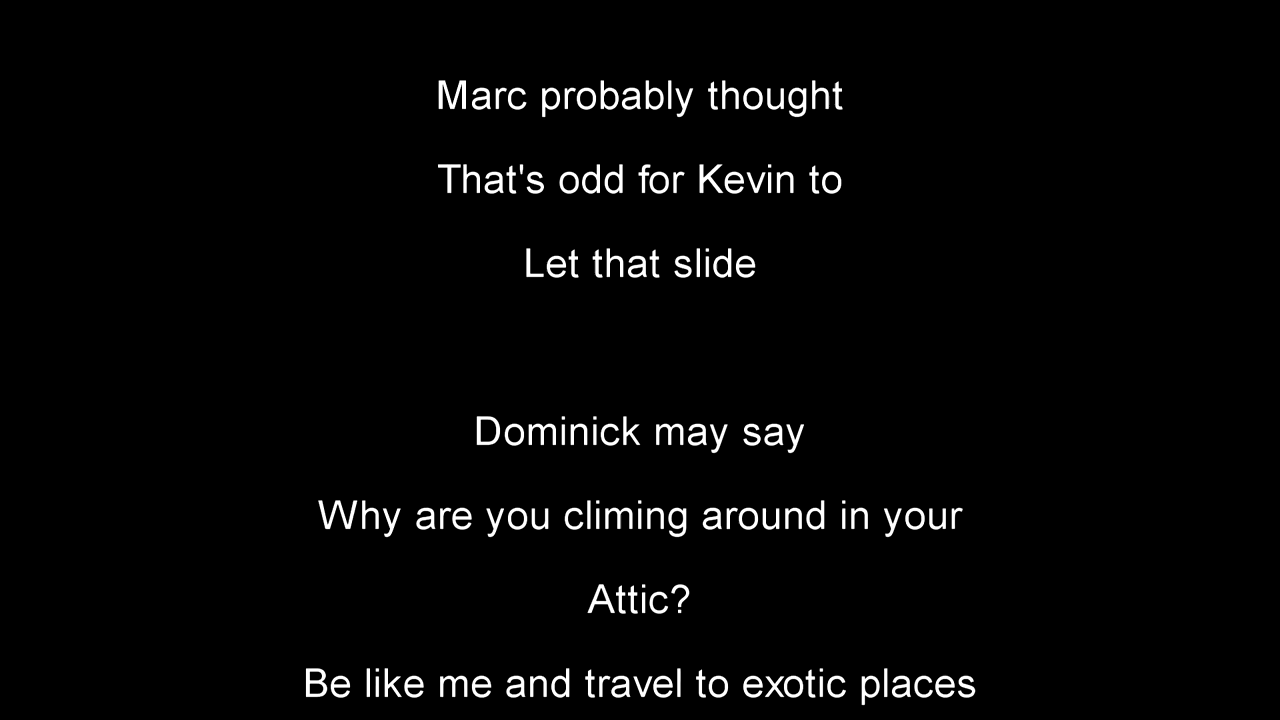 Marc probably thought
That's odd for Kevin to
Let that slide
Dominick may say
Why are you climing around in your
Attic?
Be like me and travel to exotic places